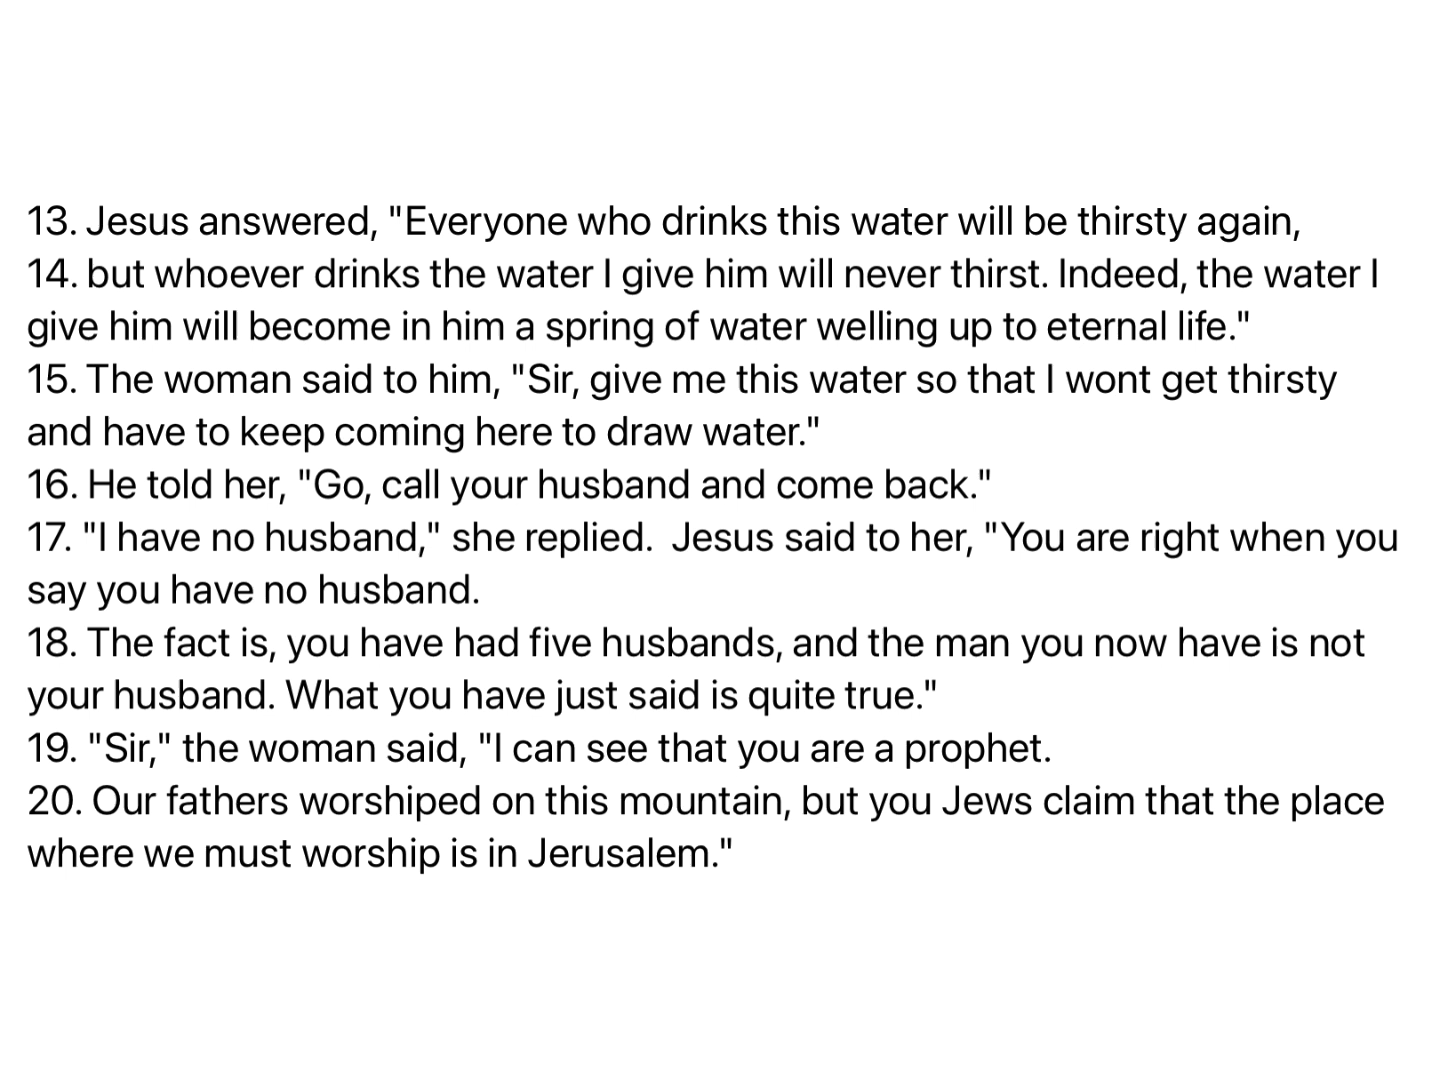 13. Jesus answered, "Everyone who drinks this water will be thirsty again,
14. but whoever drinks the water I give him will never thirst. Indeed, the water I
give him will become in him a spring of water welling up to eternal life."
15. The woman said to him, "Sir, give me this water so that I wont get thirsty
and have to keep coming here to draw water."
16. He told her, "Go, call your husband and come back."
17. "I have no husband," she replied.  Jesus said to her, "You are right when you
say you have no husband.
18. The fact is, you have had five husbands, and the man you now have is not
your husband. What you have just said is quite true."
19. "Sir," the woman said, "I can see that you are a prophet.
20. Our fathers worshiped on this mountain, but you Jews claim that the place
where we must worship is in Jerusalem."